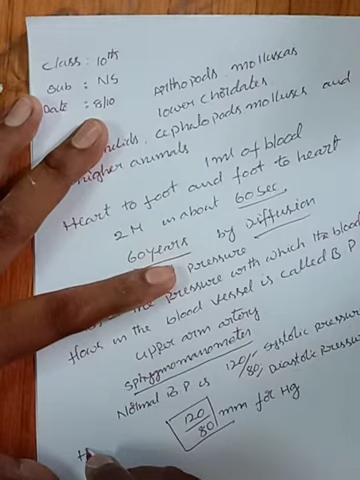 Class: 10th
Sub : NS
Date : 8/10
Arthopods. molluscas
lower chordates.
cephalopods molluscs and
higher animals
1ml of blood
Heart to foot and foot to heart
2M in about 60 sec
60 years by Diffusion
pressure
the pressure with which the blood
flows in the blood vessel is called B.P
upper arm artery
sphygmomanometer
Normal B.P is 120/80, Systolic pressure
Diastolic pressure
120/80 mm for Hg